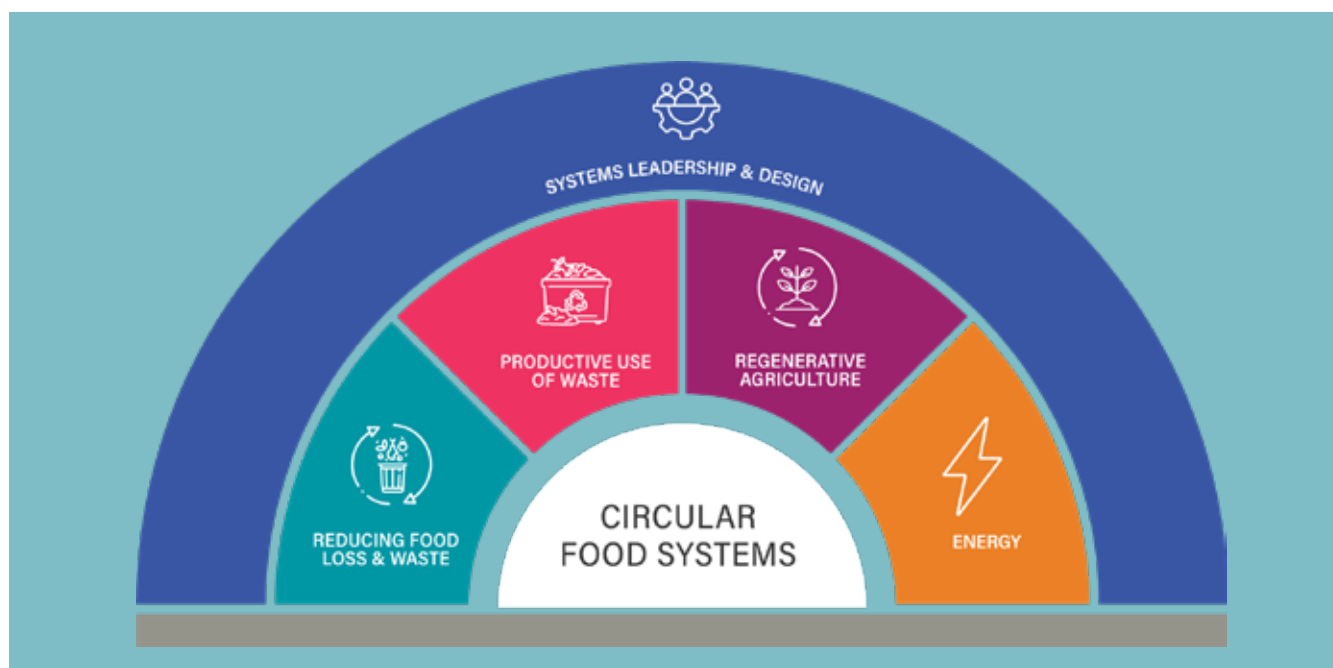 SYSTEMS LEADERSHIP & DESIGN
PRODUCTIVE USE
OF WASTE
REGENERATIVE
AGRICULTURE
REDUCING FOOD
LOSS & WASTE
ENERGY
CIRCULAR
FOOD SYSTEMS